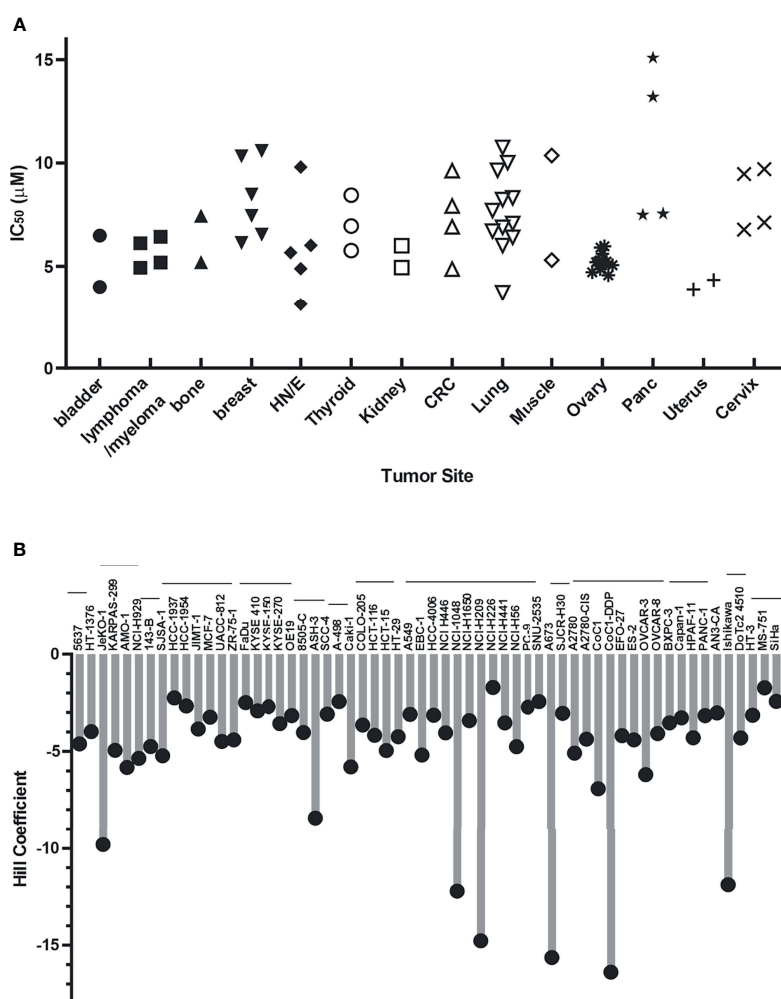 A
15
10
5
0
IC50 (μM)
bladder
lymphoma
/myeloma
bone
breast
HN/E
Thyroid
Kidney
CRC
Lung
Muscle
Ovary
Panc
Uterus
Cervix
Tumor Site
B
5637
HT-1376
JeKO-1
KARPAS-299
AMO-1
NCI-H929
143-B
SJSA-1
HCC-1937
HCC-1954
JIMT-1
MCF-7
UACC-812
ZR-75-1
FaDu
KYSE 410
KYSE-150
KYSE-270
OE19
8505-C
ASH-3
SCC-4
A-498
Caki-1
COLO-205
HCT-116
HCT-15
HT-29
A549
EBC-1
HCC-4006
NCI H446
NCI-1048
NCI-H1650
NCI-H209
NCI-H226
NCI-H441
NCI-H56
PC-9
SNU-2535
A673
SJCR-H30
A2780
A2780-CIS
CoC1
CoC1-DDP
EFO-27
ES-2
OVCAR-3
OVCAR-8
BXPC-3
Capan-1
HPAF-11
PANC-1
AN3-CA
Ishikawa
DoTc2 4510
HT-3
MS-751
SiHa
0
-5
-10
-15
Hill Coefficient